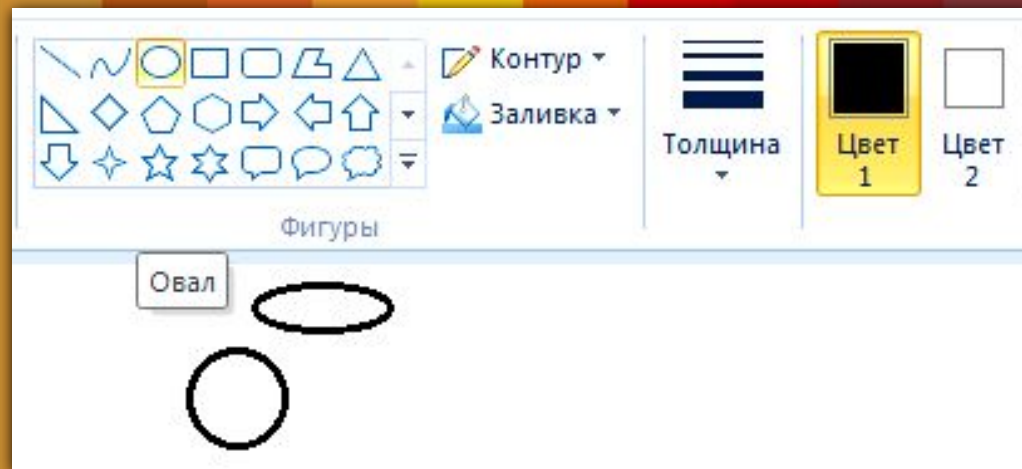 Контур
Заливка
Фигуры
Толщина
Цвет
1
Цвет
2
Овал